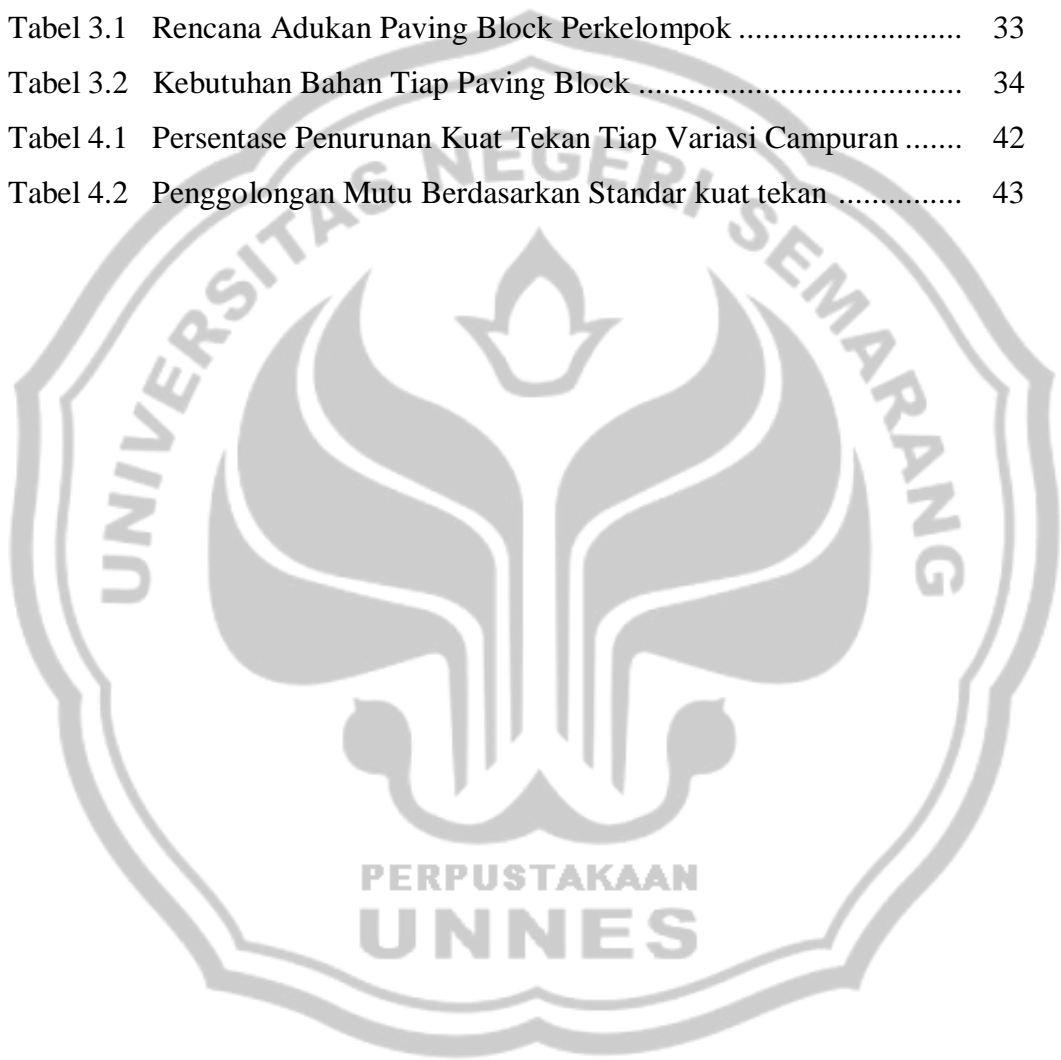 Tabel 3.1 Rencana Adukan Paving Block Perkelompok ........................... 33
Tabel 3.2 Kebutuhan Bahan Tiap Paving Block ....................................... 34
Tabel 4.1 Persentase Penurunan Kuat Tekan Tiap Variasi Campuran ....... 42
Tabel 4.2 Penggolongan Mutu Berdasarkan Standar kuat tekan ............... 43
UNIVERSITAS NEGERI SEMARANG
PERPUSTAKAAN
UNNES